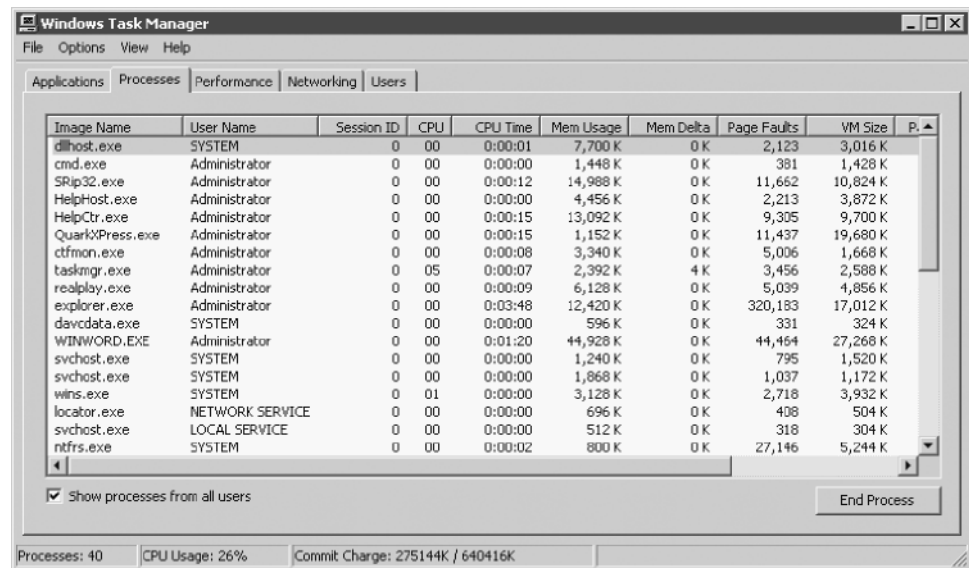 Windows Task Manager
File Options View Help
Applications Processes Performance Networking Users
Image Name User Name Session ID CPU CPU Time Mem Usage Mem Delta Page Faults VM Size P
dllhost.exe SYSTEM 0 00 0:00:01 7,700 K 0 K 2,123 3,016 K
cmd.exe Administrator 0 00 0:00:00 1,448 K 0 K 381 1,428 K
SRip32.exe Administrator 0 00 0:00:12 14,988 K 0 K 11,662 10,824 K
HelpHost.exe Administrator 0 00 0:00:00 4,456 K 0 K 2,213 3,872 K
HelpCtr.exe Administrator 0 00 0:00:15 13,092 K 0 K 9,305 9,700 K
QuarkXPress.exe Administrator 0 00 0:00:15 1,152 K 0 K 11,437 19,680 K
ctfmon.exe Administrator 0 00 0:00:08 3,340 K 0 K 5,006 1,668 K
taskmgr.exe Administrator 0 05 0:00:07 2,392 K 4 K 3,456 2,588 K
realplay.exe Administrator 0 00 0:00:09 6,128 K 0 K 5,039 4,856 K
explorer.exe Administrator 0 00 0:03:48 12,420 K 0 K 320,183 17,012 K
davcdata.exe SYSTEM 0 00 0:00:00 596 K 0 K 331 324 K
WINWORD.EXE Administrator 0 00 0:01:20 44,928 K 0 K 44,464 27,268 K
svchost.exe SYSTEM 0 00 0:00:00 1,240 K 0 K 795 1,520 K
svchost.exe SYSTEM 0 00 0:00:00 1,868 K 0 K 1,037 1,172 K
wins.exe SYSTEM 0 01 0:00:00 3,128 K 0 K 2,718 3,932 K
locator.exe NETWORK SERVICE 0 00 0:00:00 696 K 0 K 408 504 K
svchost.exe LOCAL SERVICE 0 00 0:00:00 512 K 0 K 318 304 K
ntfrs.exe SYSTEM 0 00 0:00:02 800 K 0 K 27,146 5,244 K
Show processes from all users
End Process
Processes: 40 CPU Usage: 26% Commit Charge: 275144K / 640416K